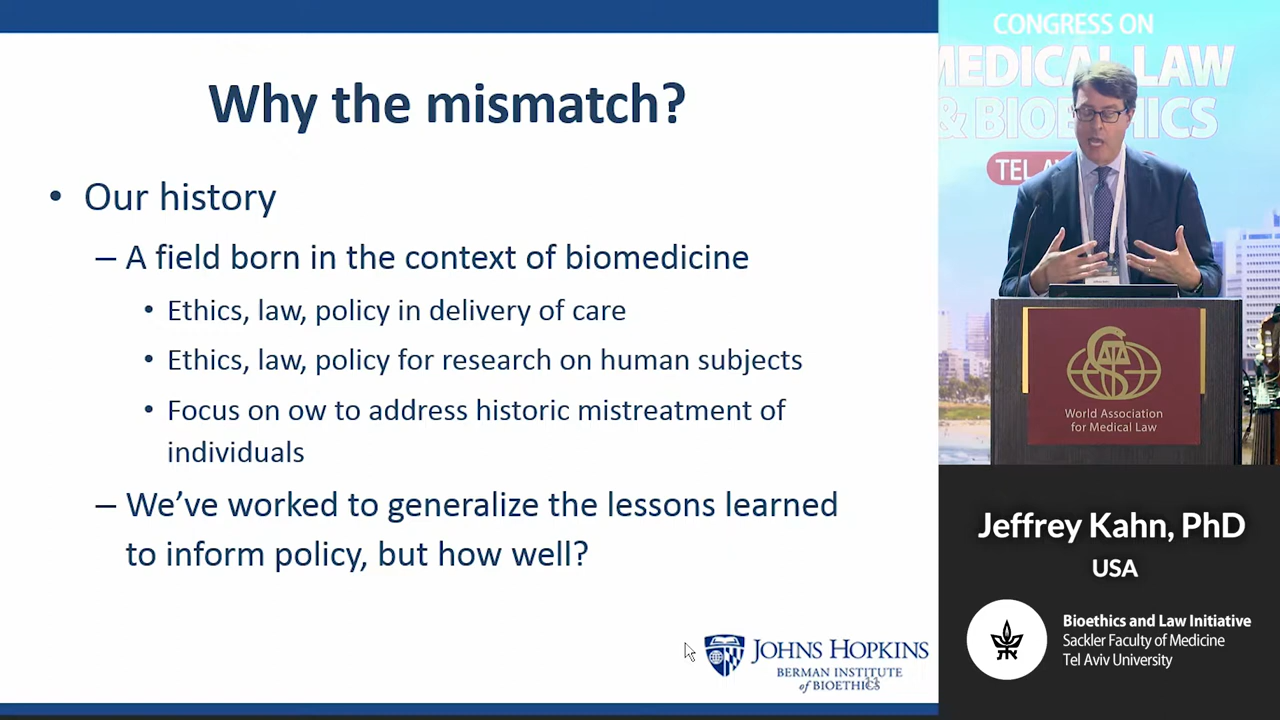 Why the mismatch?
• Our history
– A field born in the context of biomedicine
• Ethics, law, policy in delivery of care
• Ethics, law, policy for research on human subjects
• Focus on ow to address historic mistreatment of
individuals
– We’ve worked to generalize the lessons learned
to inform policy, but how well?
JOHNS HOPKINS
BERMAN INSTITUTE
of BIOETHICS
CONGRESS ON
MEDICAL LAW
& BIOETHICS
TEL
World Association
for Medical Law
Jeffrey Kahn, PhD
USA
Bioethics and Law Initiative
Sackler Faculty of Medicine
Tel Aviv University